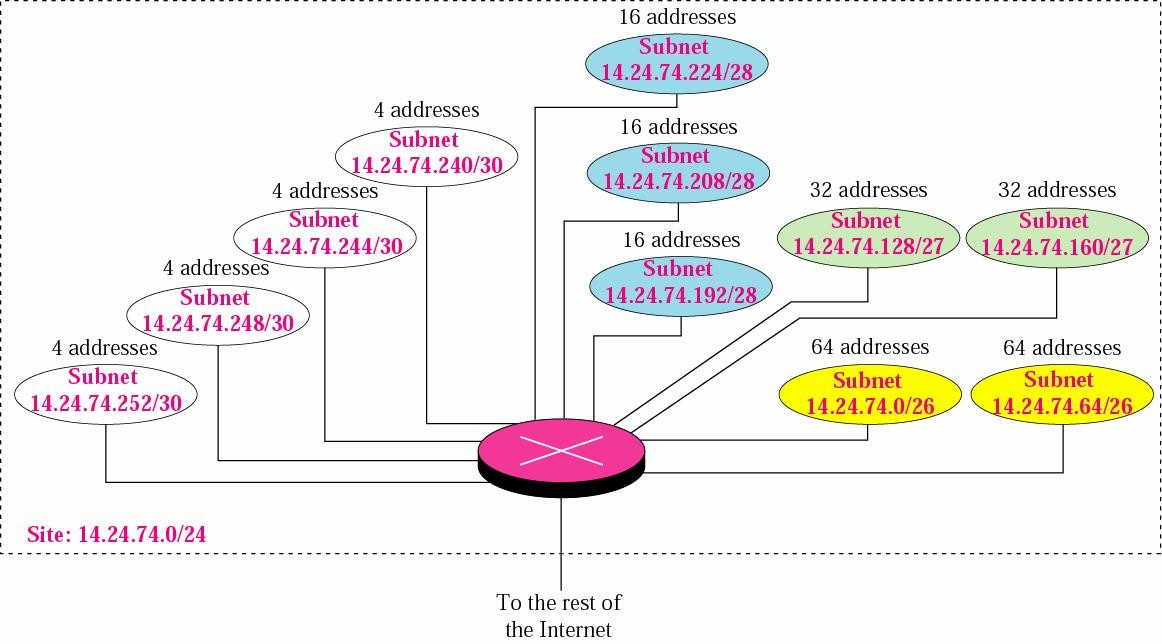 16 addresses
Subnet
14.24.74.224/28
4 addresses
Subnet
14.24.74.240/30
16 addresses
Subnet
14.24.74.208/28
4 addresses
Subnet
14.24.74.244/30
32 addresses
Subnet
14.24.74.128/27
32 addresses
Subnet
14.24.74.160/27
16 addresses
Subnet
14.24.74.192/28
4 addresses
Subnet
14.24.74.248/30
4 addresses
Subnet
14.24.74.252/30
64 addresses
Subnet
14.24.74.0/26
64 addresses
Subnet
14.24.74.64/26
Site: 14.24.74.0/24
To the rest of
the Internet